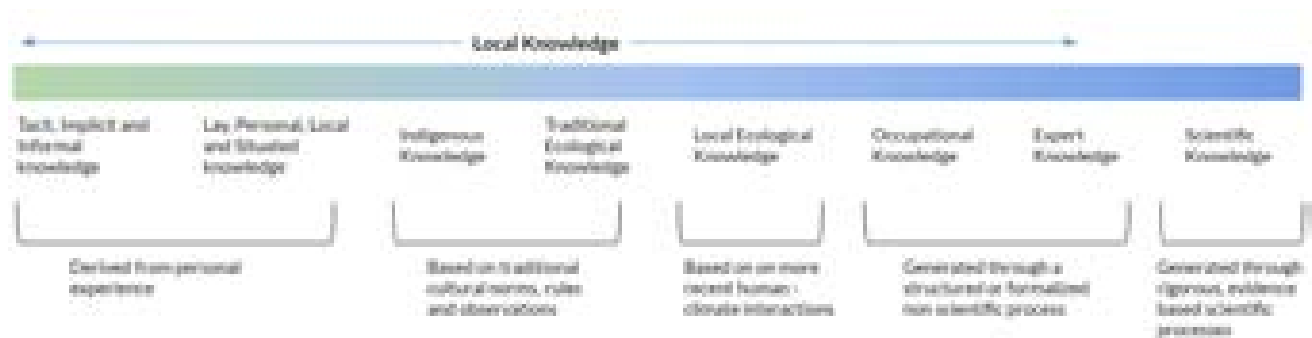 Local Knowledge
Tacit, Implicit and
Informal
knowledge
Lay, Personal, Local
and Situated
knowledge
Indigenous
Knowledge
Traditional
Ecological
Knowledge
Local Ecological
Knowledge
Occupational
Knowledge
Expert
Knowledge
Scientific
Knowledge
Derived from personal
experience
Based on traditional
cultural norms, rules
and observations
Based on on more
recent human -
climate interactions
Generated through a
structured or formalized
non scientific process
Generated through
rigorous, evidence
based scientific
processes